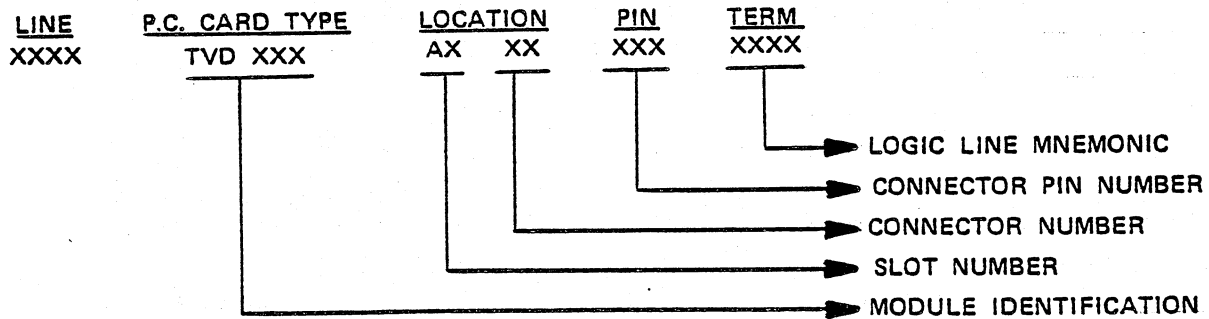 LINE P.C. CARD TYPE LOCATION PIN TERM
XXXX TVD XXX AX XX XXX XXXX
LOGIC LINE MNEMONIC
CONNECTOR PIN NUMBER
CONNECTOR NUMBER
SLOT NUMBER
MODULE IDENTIFICATION